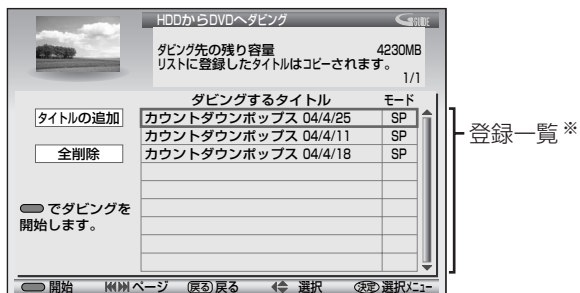 HDDからDVDへダビング
GGUIDE
ダビング先の残り容量 4230MB
リストに登録したタイトルはコピーされます。
1/1
ダビングするタイトル モード
タイトルの追加
カウントダウンポップス 04/4/25 SP
カウントダウンポップス 04/4/11 SP
全削除
カウントダウンポップス 04/4/18 SP
登録一覧※
でダビングを
開始します。
開始 ページ 戻る 戻る 選択 決定 選択メニュー